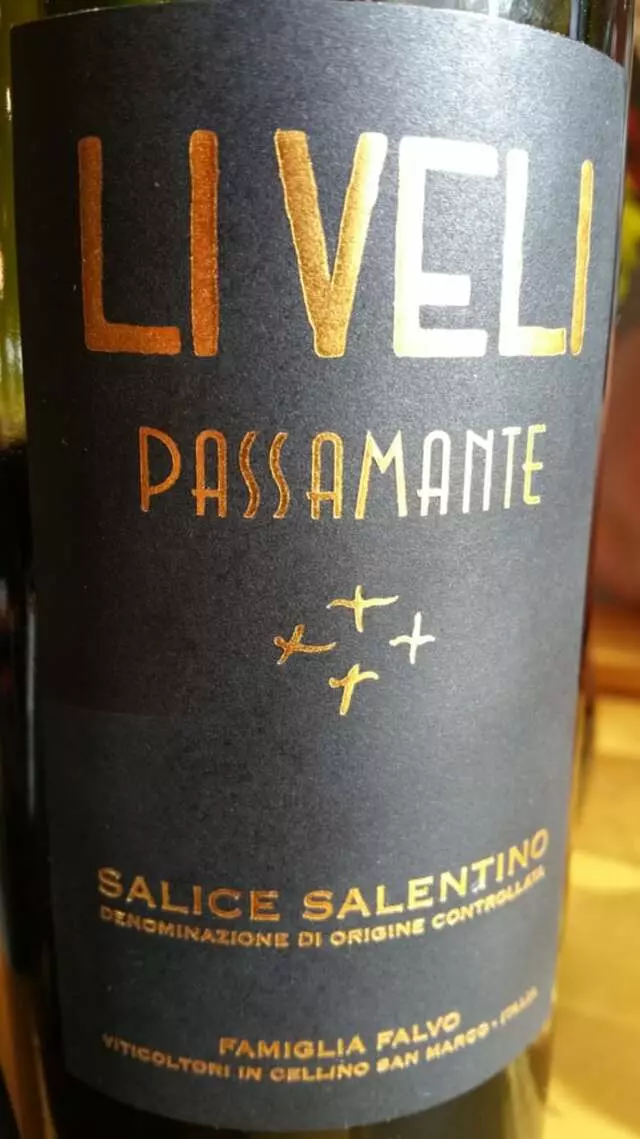 LI VELI
PASSAMANTE
SALICE SALENTINO
DENOMINAZIONE DI ORIGINE CONTROLLATA
FAMIGLIA FALVO
VITICOLTORI IN CELLINO SAN MARCO - ITALIA